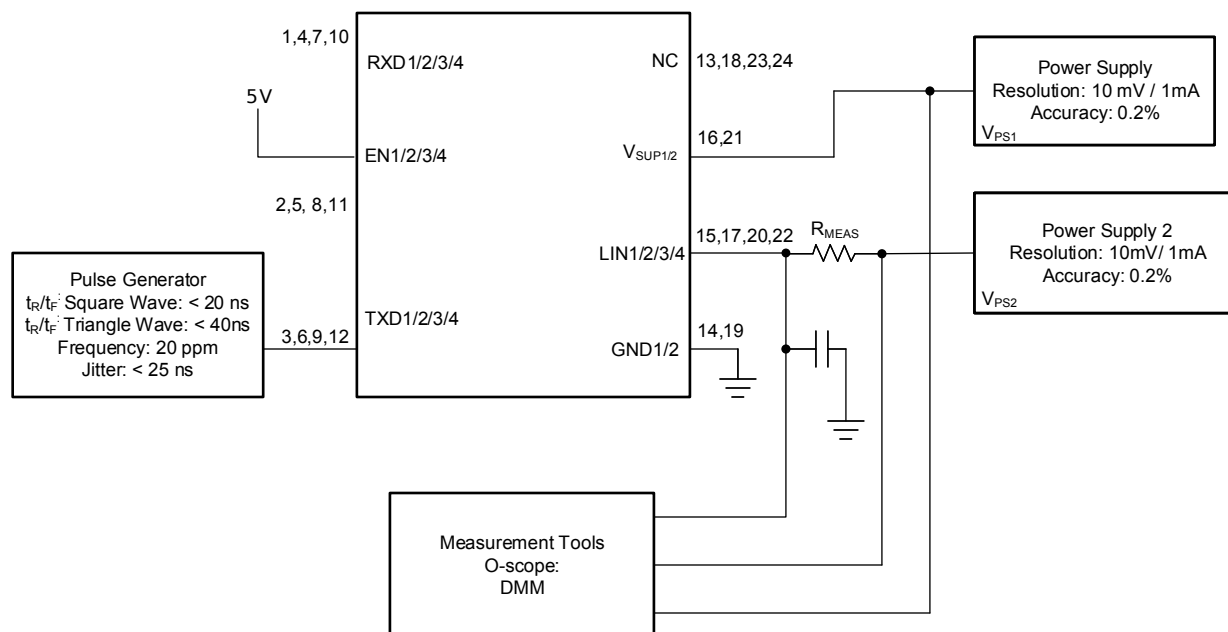 1,4,7,10
RXD1/2/3/4
NC
13,18,23,24
Power Supply
Resolution: 10 mV / 1mA
Accuracy: 0.2%
VPS1
5V
EN1/2/3/4
VSUP1/2
16,21
2,5, 8,11
LIN1/2/3/4
15,17,20,22
RMEAS
Power Supply 2
Resolution: 10mV/ 1mA
Accuracy: 0.2%
VPS2
Pulse Generator
tR/tF: Square Wave: < 20 ns
tR/tF: Triangle Wave: < 40ns
Frequency: 20 ppm
Jitter: < 25 ns
3,6,9,12
TXD1/2/3/4
GND1/2
14,19
Measurement Tools
O-scope:
DMM